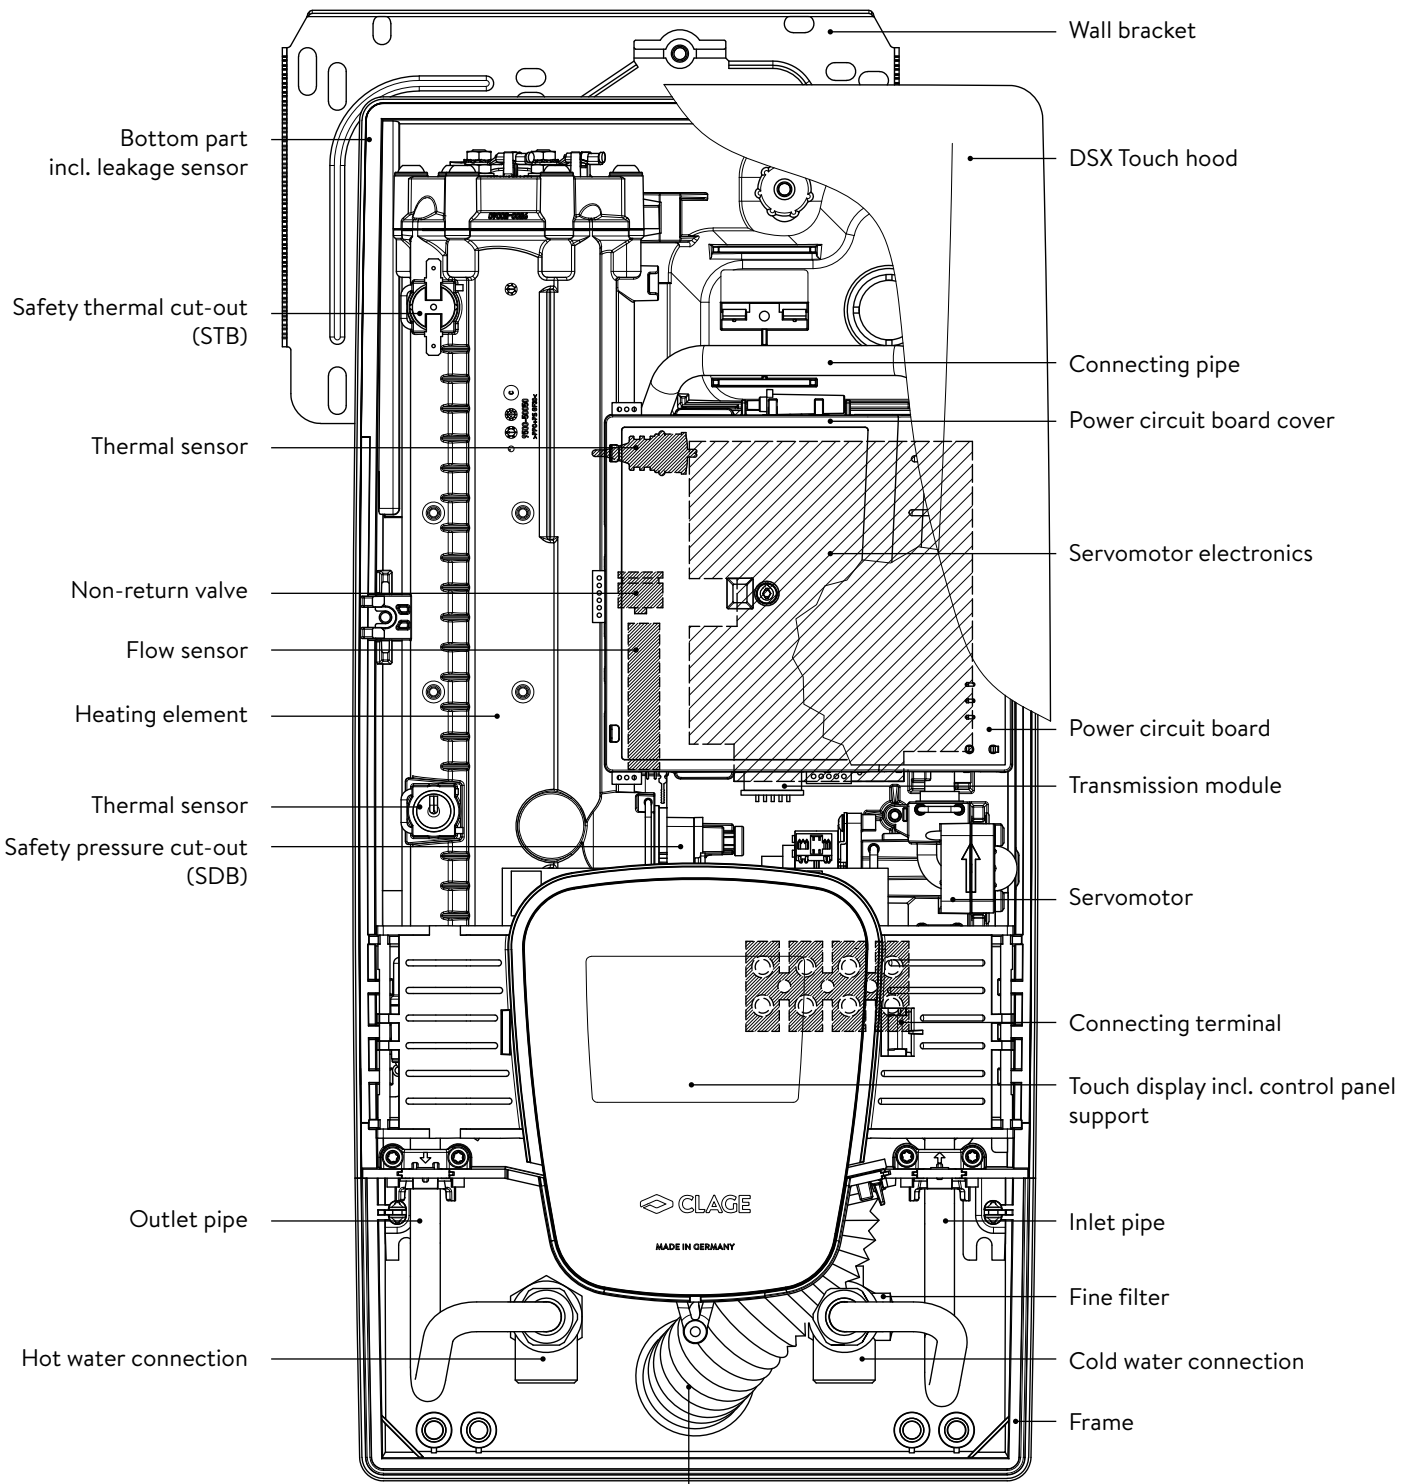 Wall bracket
Bottom part
incl. leakage sensor
DSX Touch hood
Safety thermal cut-out
(STB)
Connecting pipe
Power circuit board cover
Thermal sensor
Servomotor electronics
Non-return valve
Flow sensor
Heating element
Power circuit board
Transmission module
Thermal sensor
Safety pressure cut-out
(SDB)
Servomotor
Connecting terminal
Touch display incl. control panel
support
CLAGE
MADE IN GERMANY
Outlet pipe
Inlet pipe
Fine filter
Hot water connection
Cold water connection
Frame